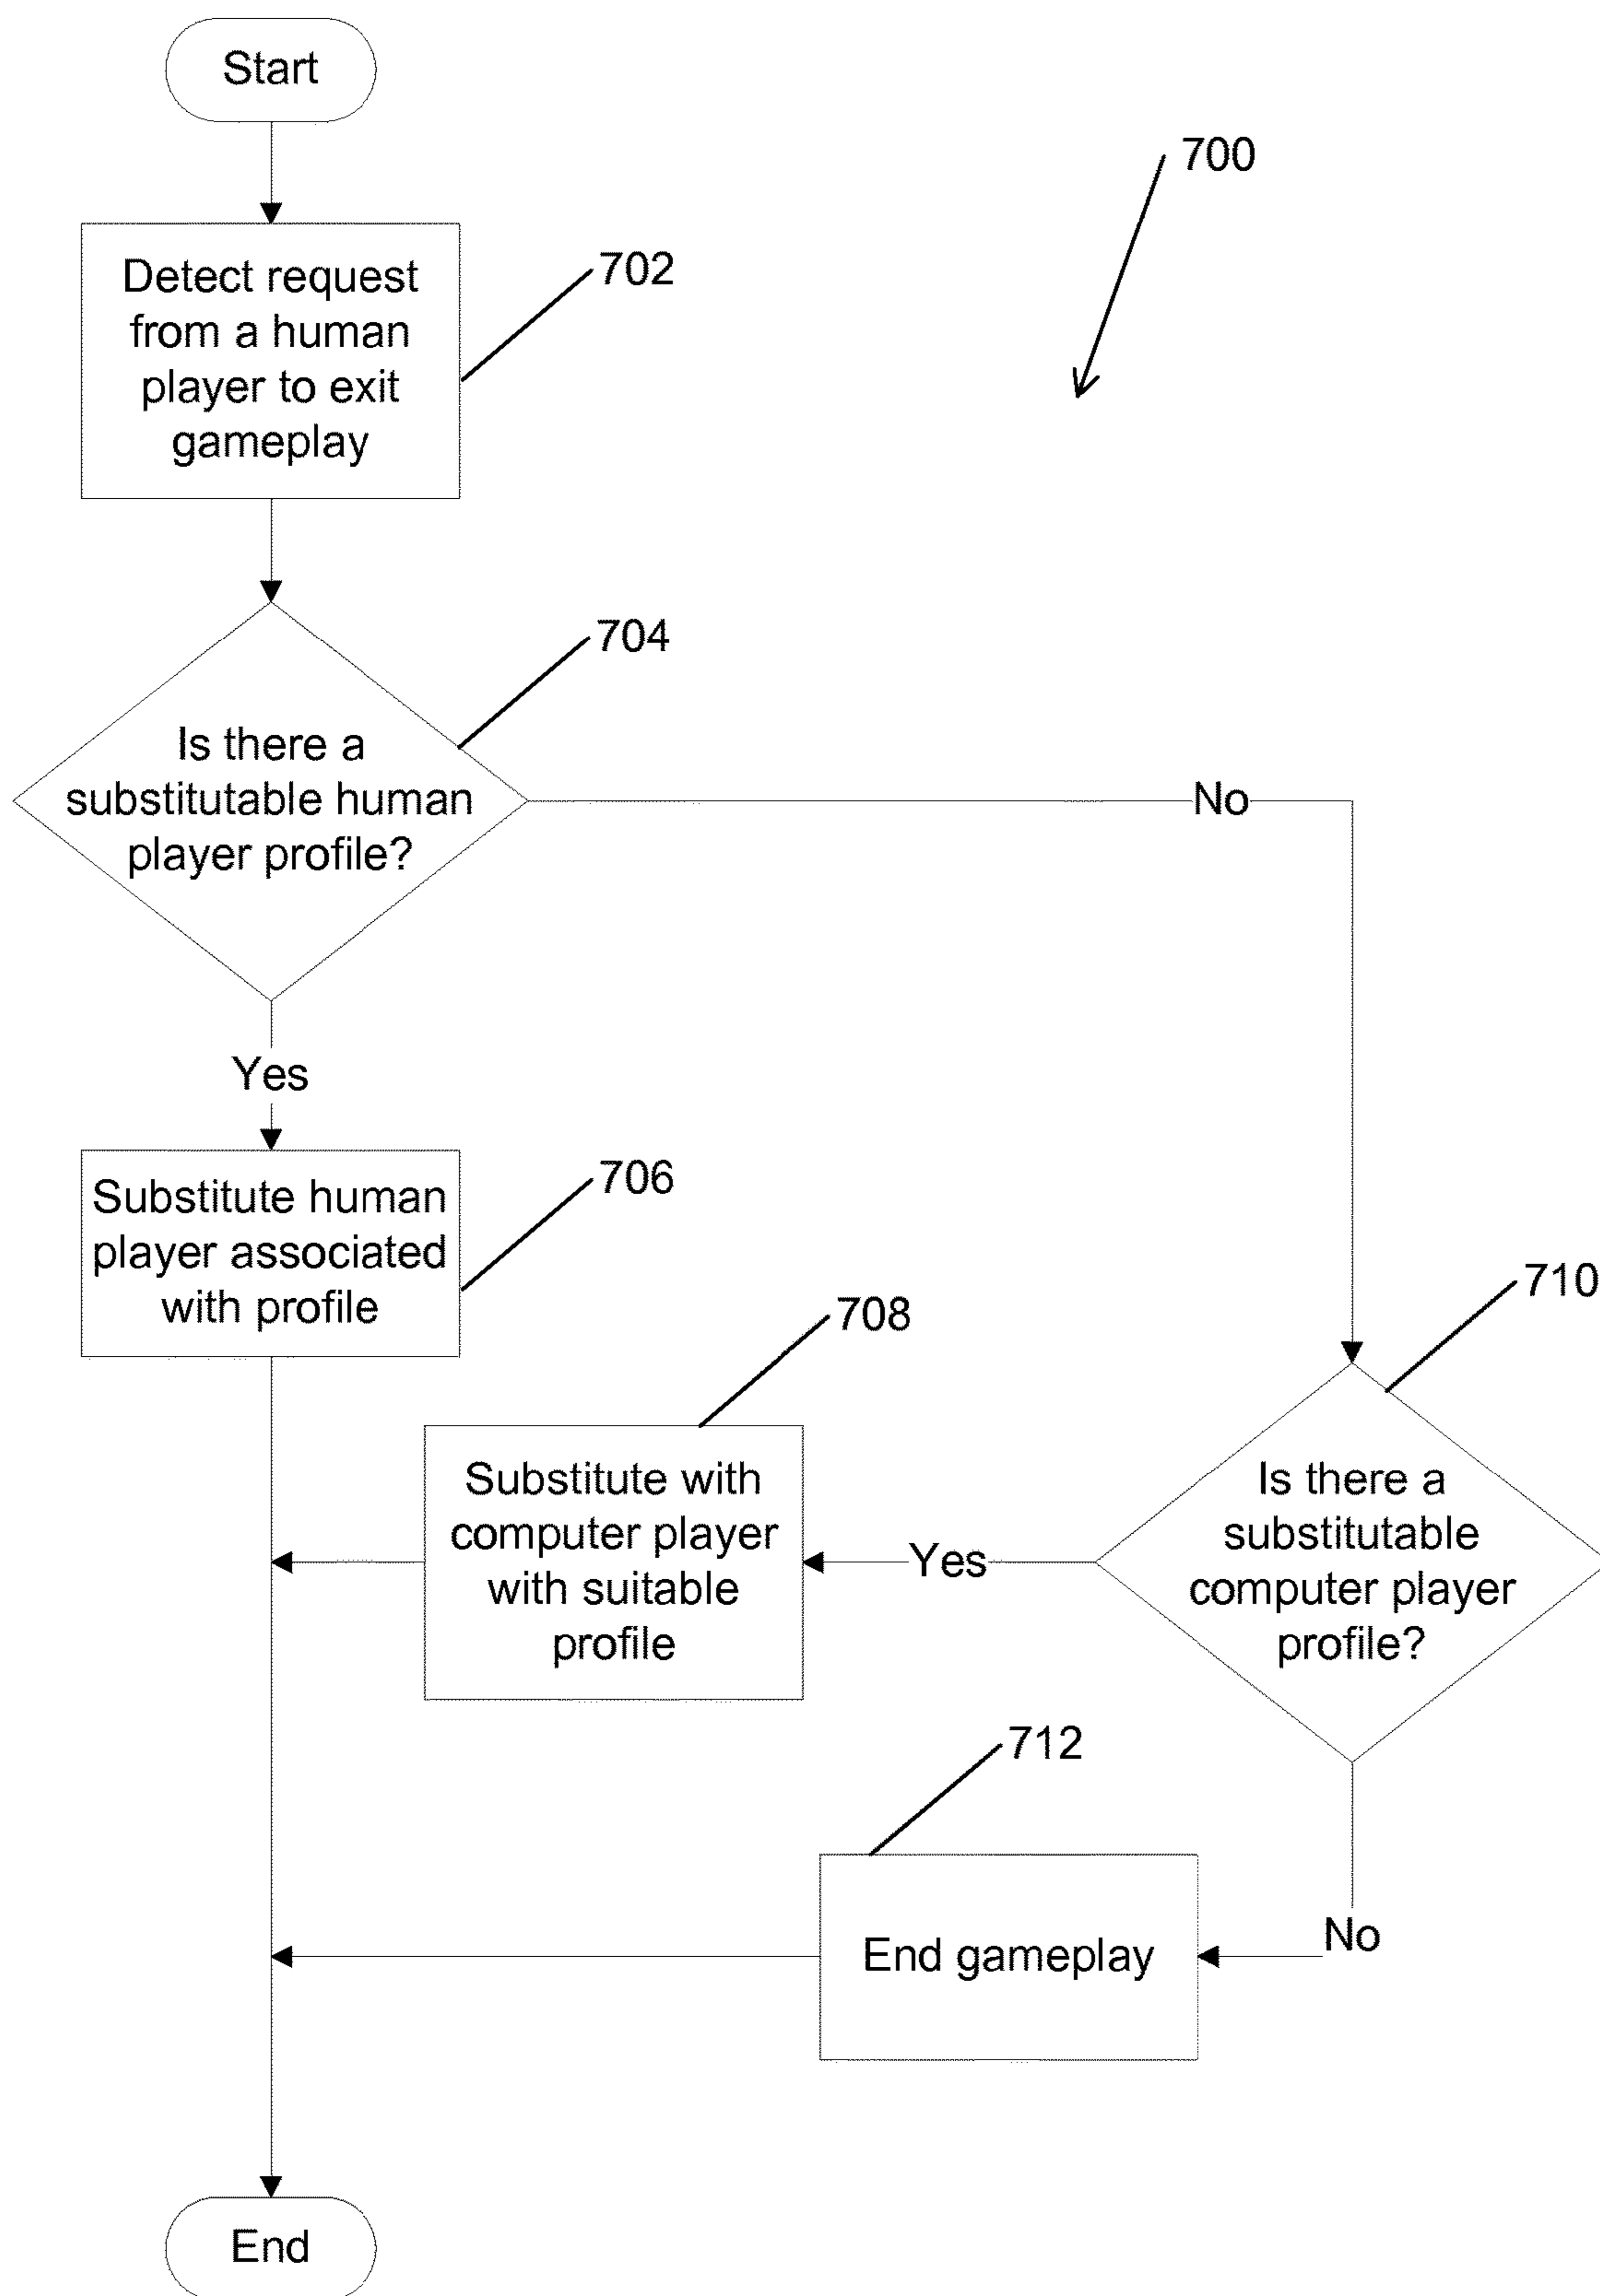 Start
700
Detect request
from a human
player to exit
gameplay
702
704
Is there a
substitutable human
player profile?
No
Yes
Substitute human
player associated
with profile
706
708
710
Substitute with
computer player
with suitable
profile
Yes
Is there a
substitutable
computer player
profile?
712
End gameplay
No
End